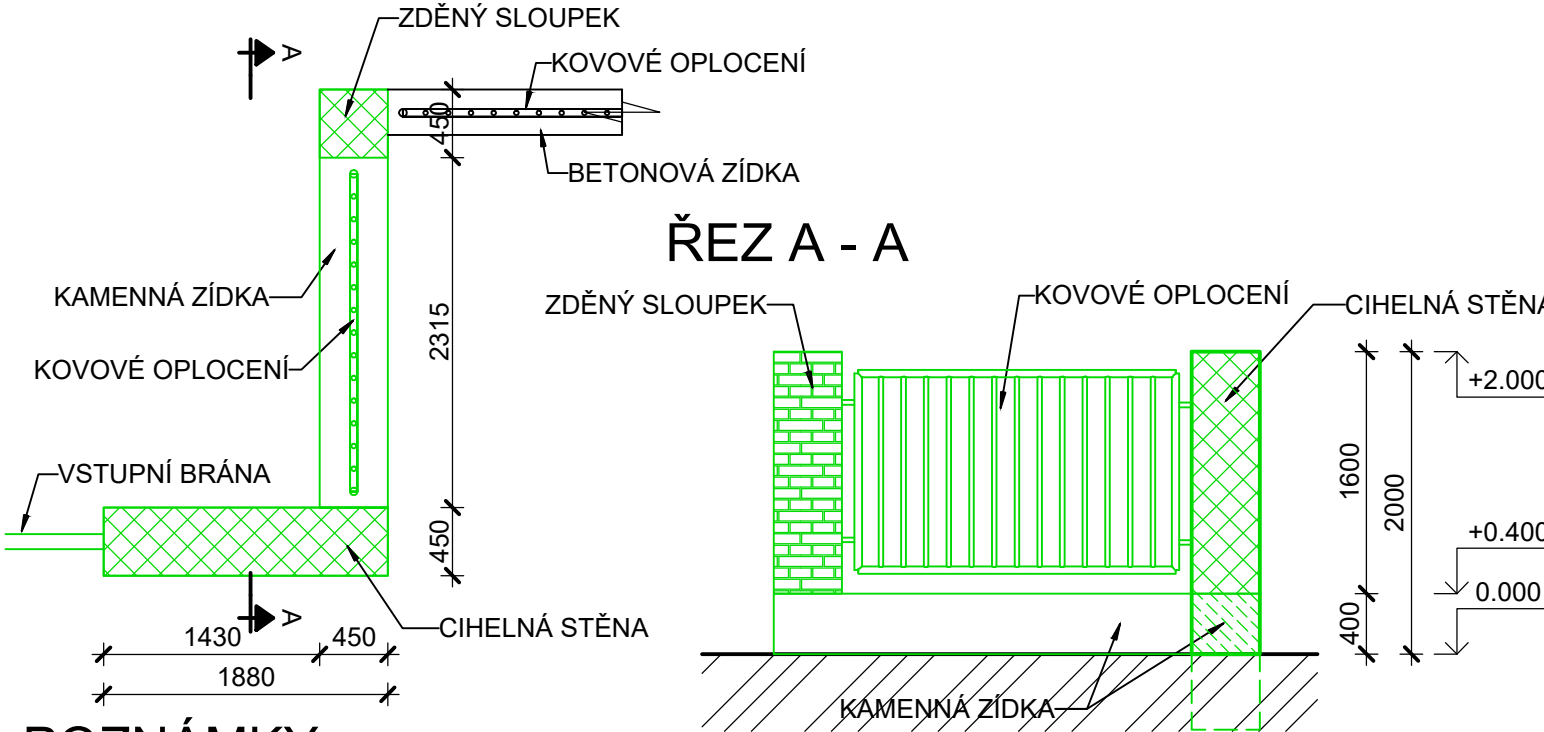 ZDĚNÝ SLOUPEK
A
KOVOVÉ OPLOCENÍ
450
BETONOVÁ ZÍDKA
ŘEZ A - A
KAMENNÁ ZÍDKA
2315
KOVOVÉ OPLOCENÍ
VSTUPNÍ BRÁNA
450
A
CIHELNÁ STĚNA
1430
450
1880
ZDĚNÝ SLOUPEK
KOVOVÉ OPLOCENÍ
CIHELNÁ STĚNA
+2.000
1600
2000
+0.400
0.000
400
KAMENNÁ ZÍDKA
POZNÁMKY